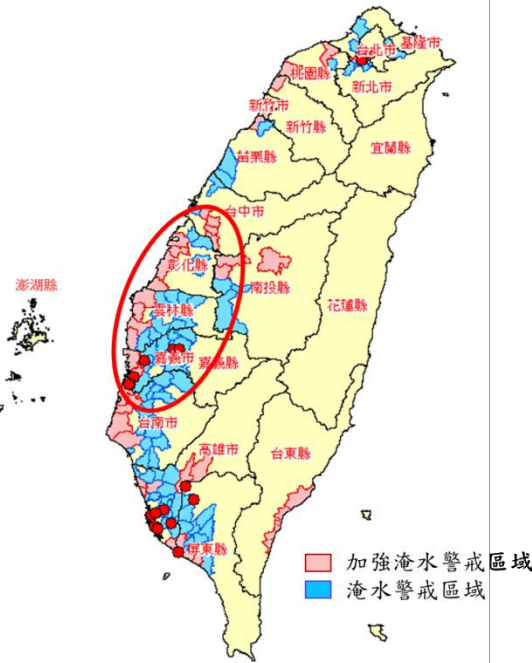 基隆市
台北市
桃園縣
新北市
新竹市
新竹縣
宜蘭縣
苗栗縣
台中市
彰化縣
澎湖縣
南投縣
花蓮縣
雲林縣
嘉義市
嘉義縣
台南市
高雄市
台東縣
屏東縣
加強淹水警戒區域
淹水警戒區域